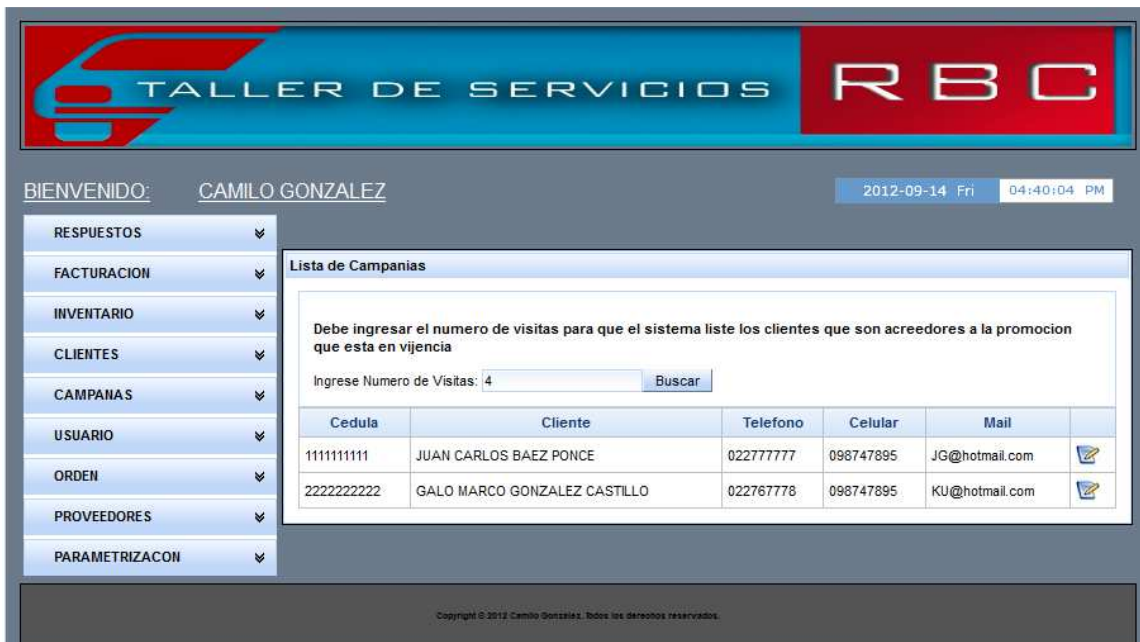 TALLER DE SERVICIOS RBC
BIENVENIDO: CAMILO GONZALEZ
2012-09-14 Fri 04:40:04 PM
RESPUESTOS
FACTURACION
INVENTARIO
CLIENTES
CAMPANAS
USUARIO
ORDEN
PROVEEDORES
PARAMETRIZACON
Lista de Campanias
Debe ingresar el numero de visitas para que el sistema liste los clientes que son acreedores a la promocion
que esta en vijencia
Ingrese Numero de Visitas: 4 Buscar
Cedula Cliente Telefono Celular Mail
1111111111 JUAN CARLOS BAEZ PONCE 022777777 098747895 JG@hotmail.com
2222222222 GALO MARCO GONZALEZ CASTILLO 022767778 098747895 KU@hotmail.com
Copyright © 2012 Camilo Gonzalez. Todos los derechos reservados.